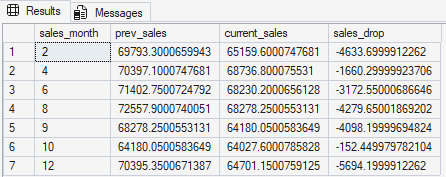 Results Messages
sales_month prev_sales current_sales sales_drop
1 2 69793.3000659943 65159.6000747681 -4633.6999912262
2 4 70397.1000747681 68736.800075531 -1660.29999923706
3 6 71402.7500724792 68230.2000656128 -3172.55000686646
4 8 72557.9000740051 68278.2500553131 -4279.65001869202
5 9 68278.2500553131 64180.0500583649 -4098.19999694824
6 10 64180.0500583649 64027.6000785828 -152.449979782104
7 12 70395.3500671387 64701.1500759125 -5694.1999912262